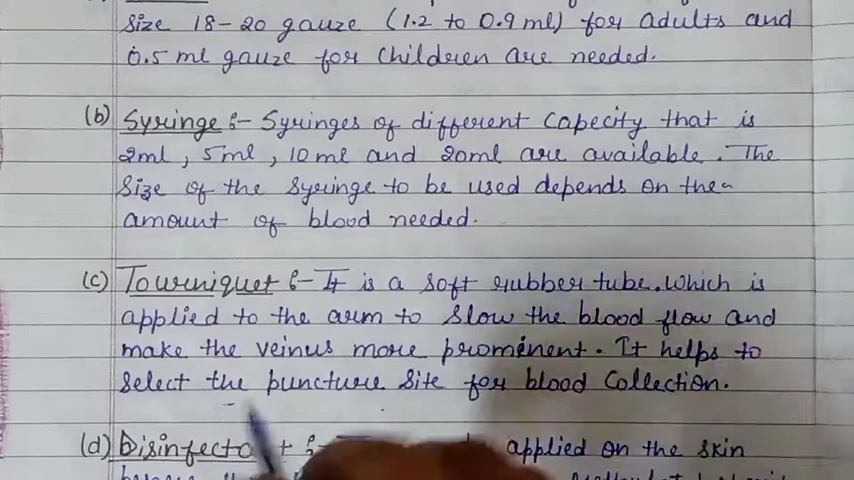 Size 18-20 gauze (1.2 to 0.9 ml) for adults and
0.5 ml gauze for children are needed.
(b) Syringe :- Syringes of different capecity that is
2ml, 5ml, 10 ml and 20ml are available. The
Size of the syringe to be used depends on the
amount of blood needed.
(c) Tourniquet :- It is a soft rubber tube. Which is
applied to the arm to slow the blood flow and
make the veinus more prominent. It helps to
Select the puncture site for blood Collection.
(d) applied on the skin